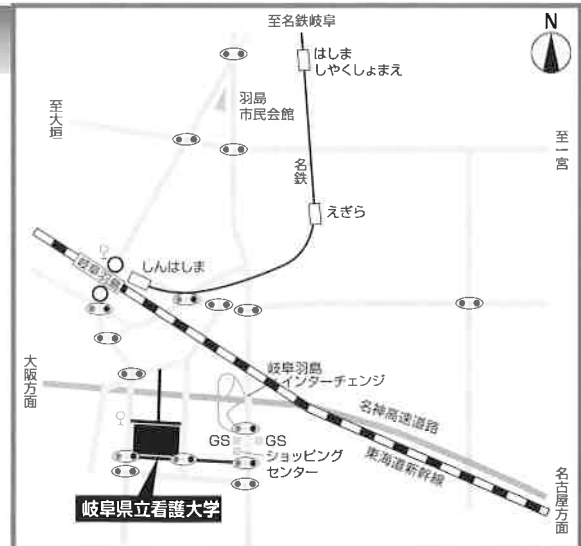 至名鉄岐阜
N
はしま
しやくしょまえ
羽島
市民会館
至大垣
至一宮
名鉄
えぎら
しんはしま
岐阜羽島
大阪方面
岐阜羽島
インターチェンジ
名神高速道路
東海道新幹線
GS
GS
ショッピング
センター
名古屋方面
岐阜県立看護大学